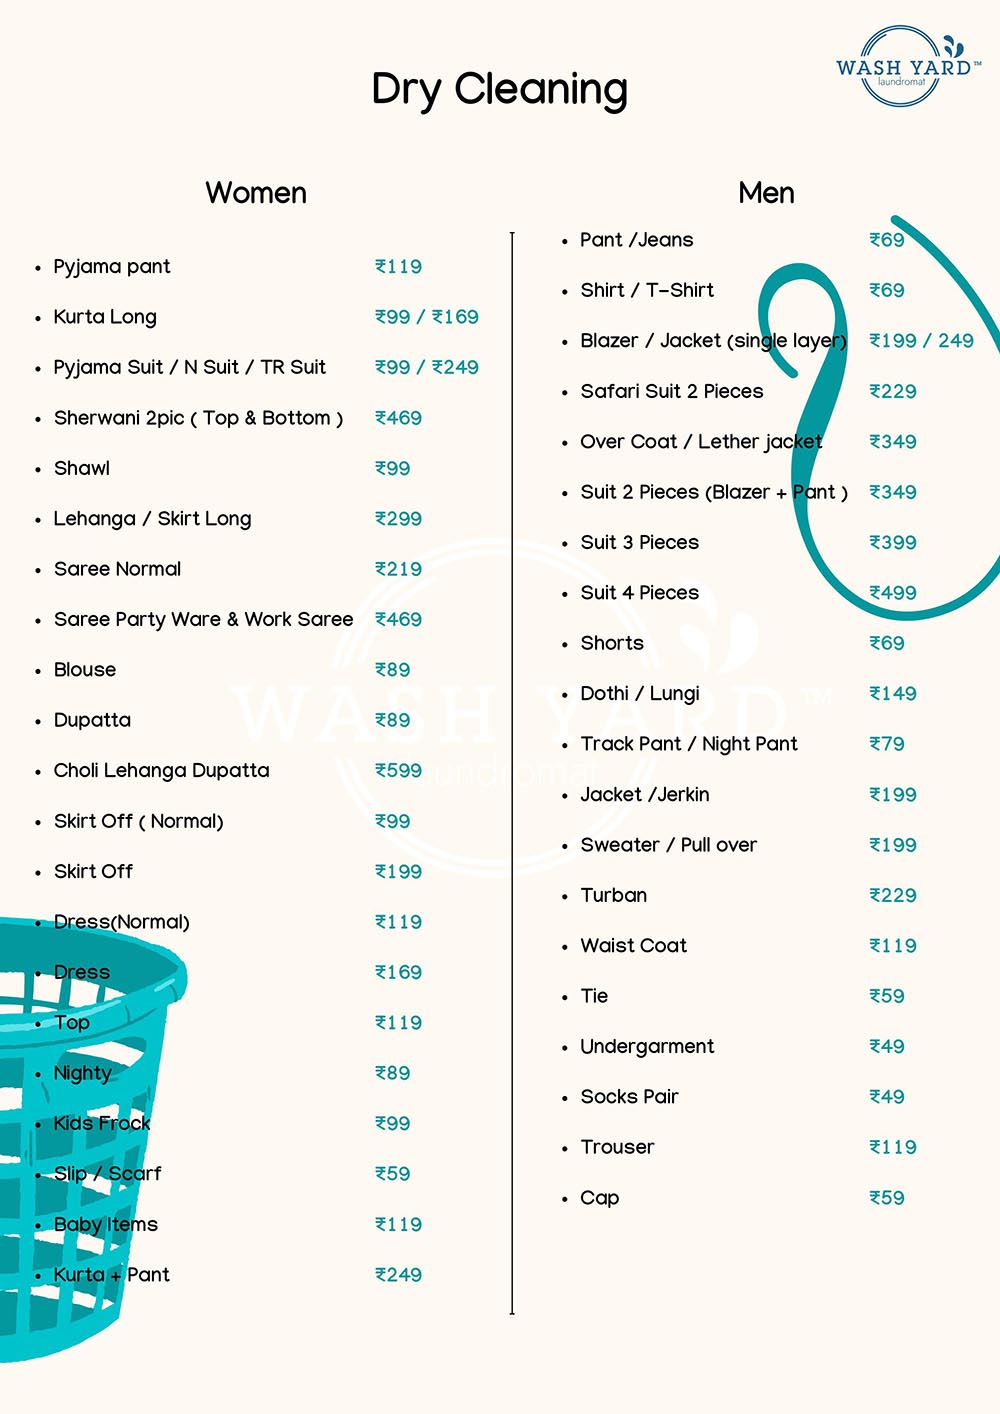 WASH YARD™
laundromat
Dry Cleaning
Women
• Pyjama pant ₹119
• Kurta Long ₹99 / ₹169
• Pyjama Suit / N Suit / TR Suit ₹99 / ₹249
• Sherwani 2pic ( Top & Bottom ) ₹469
• Shawl ₹99
• Lehanga / Skirt Long ₹299
• Saree Normal ₹219
• Saree Party Ware & Work Saree ₹469
• Blouse ₹89
• Dupatta ₹89
• Choli Lehanga Dupatta ₹599
• Skirt Off ( Normal) ₹99
• Skirt Off ₹199
• Dress(Normal) ₹119
• Dress ₹169
• Top ₹119
• Nighty ₹89
• Kids Frock ₹99
• Slip / Scarf ₹59
• Baby Items ₹119
• Kurta + Pant ₹249
Men
• Pant /Jeans ₹69
• Shirt / T-Shirt ₹69
• Blazer / Jacket (single layer) ₹199 / 249
• Safari Suit 2 Pieces ₹229
• Over Coat / Lether jacket ₹349
• Suit 2 Pieces (Blazer + Pant ) ₹349
• Suit 3 Pieces ₹399
• Suit 4 Pieces ₹499
• Shorts ₹69
• Dothi / Lungi ₹149
• Track Pant / Night Pant ₹79
• Jacket /Jerkin ₹199
• Sweater / Pull over ₹199
• Turban ₹229
• Waist Coat ₹119
• Tie ₹59
• Undergarment ₹49
• Socks Pair ₹49
• Trouser ₹119
• Cap ₹59
WASH YARD™
laundromat